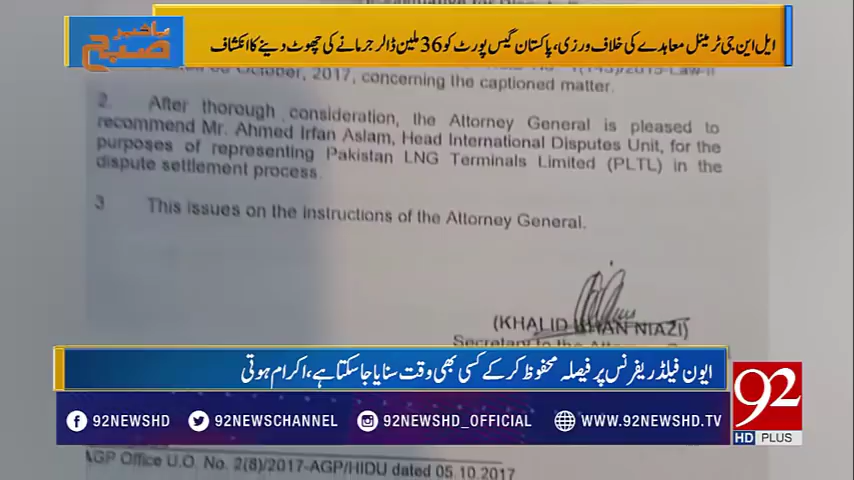 باخبر صبح
ایل این جی ٹرمینل معاہدے کی خلاف ورزی، پاکستان گیس پورٹ کو 36 ملین ڈالر جرمانے کی چھوٹ دینے کا انکشاف
October, 2017, concerning the captioned matter.
2. After thorough consideration, the Attorney General is pleased to
recommend Mr. Ahmed Irfan Aslam, Head International Disputes Unit, for the
purposes of representing Pakistan LNG Terminals Limited (PLTL) in the
dispute settlement process.
3 This issues on the instructions of the Attorney General.
(KHALID KHAN NIAZI)
Secretary to the Attorney
ایون فیلڈ ریفرنس پر فیصلہ محفوظ کر کے کسی بھی وقت سنایا جا سکتا ہے، اکرام ہوتی
92NEWSHD 92NEWSCHANNEL 92NEWSHD_OFFICIAL WWW.92NEWSHD.TV
92
HD PLUS
AGP Office U.O. No. 2(8)/2017-AGP/HIDU dated 05.10.2017